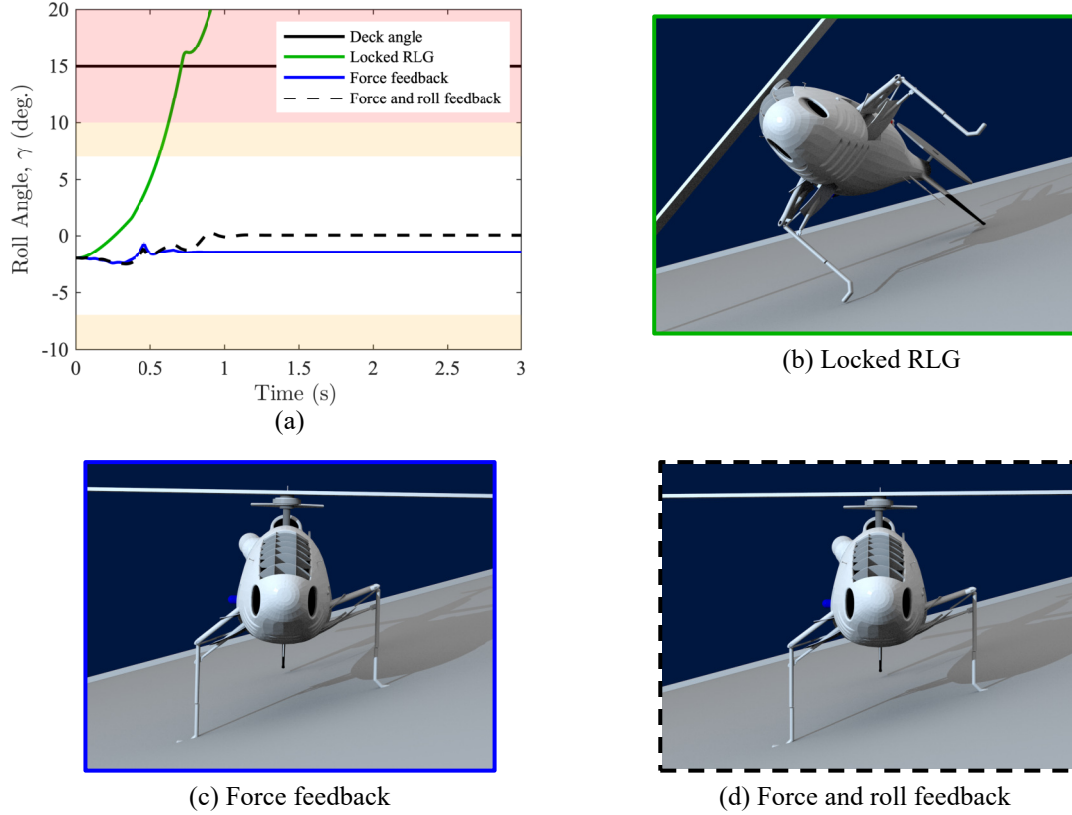 20
15
10
5
0
-5
-10
0
0.5
1
1.5
2
2.5
3
Roll Angle, γ (deg.)
Time (s)
Deck angle
Locked RLG
Force feedback
Force and roll feedback
(a)
(b) Locked RLG
(c) Force feedback
(d) Force and roll feedback